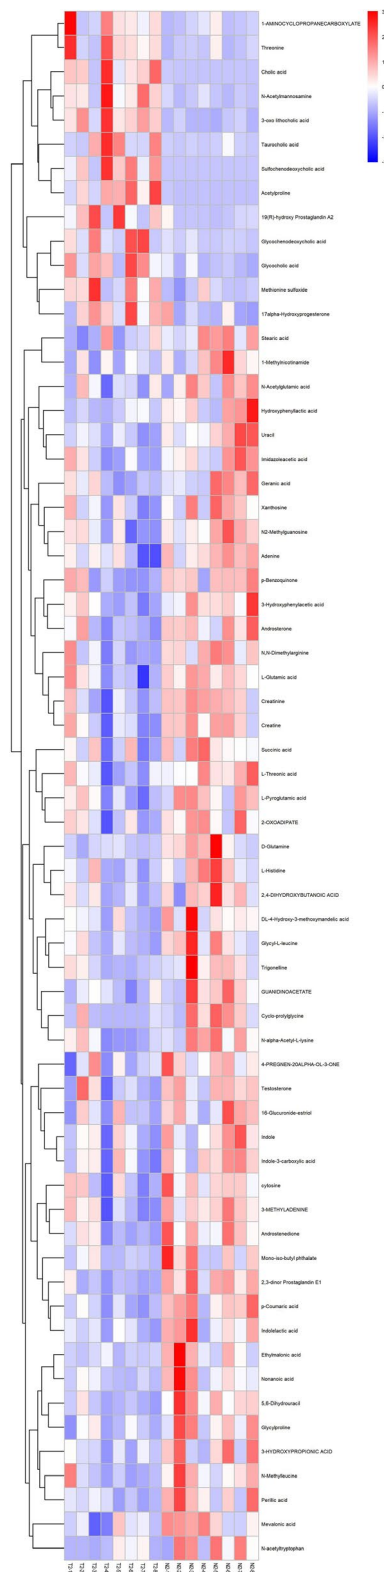 1-AMINOCYCLOPROPANECARBOXYLATE
Threonine
Cholic acid
N-Acetylmannosamine
3-oxo lithocholic acid
Taurocholic acid
Sulfochenodeoxycholic acid
Acetylproline
19(R)-hydroxy Prostaglandin A2
Glycochenodeoxycholic acid
Glycocholic acid
Methionine sulfoxide
17alpha-Hydroxyprogesterone
Stearic acid
1-Methylnicotinamide
N-Acetylglutamic acid
Hydroxyphenyllactic acid
Uracil
Imidazoleacetic acid
Geranic acid
Xanthosine
N2-Methylguanosine
Adenine
p-Benzoquinone
3-Hydroxyphenylacetic acid
Androsterone
N,N-Dimethylarginine
L-Glutamic acid
Creatinine
Creatine
Succinic acid
L-Threonic acid
L-Pyroglutamic acid
2-OXOADIPATE
D-Glutamine
L-Histidine
2,4-DIHYDROXYBUTANOIC ACID
DL-4-Hydroxy-3-methoxymandelic acid
Glycyl-L-leucine
Trigonelline
GUANIDINOACETATE
Cyclo-prolylglycine
N-alpha-Acetyl-L-lysine
4-PREGNEN-20ALPHA-OL-3-ONE
Testosterone
16-Glucuronide-estriol
Indole
Indole-3-carboxylic acid
cytosine
3-METHYLADENINE
Androstenedione
Mono-iso-butyl phthalate
2,3-dinor Prostaglandin E1
p-Coumaric acid
Indolelactic acid
Ethylmalonic acid
Nonanoic acid
5,6-Dihydrouracil
Glycylproline
3-HYDROXYPROPIONIC ACID
N-Methylleucine
Perillic acid
Mevalonic acid
N-acetyltryptophan